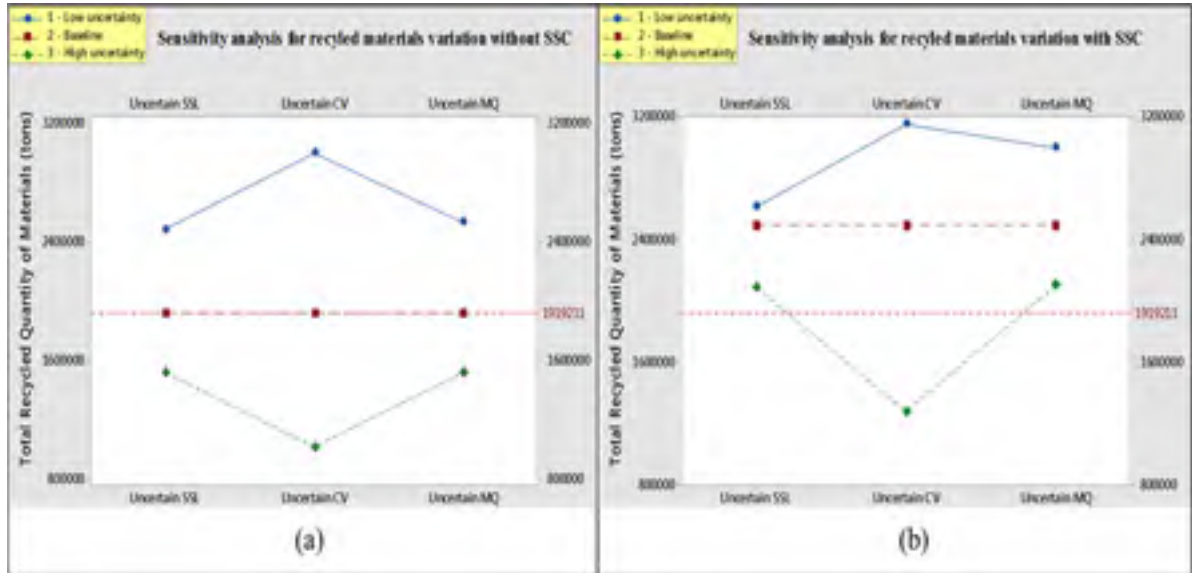 1 - Low uncertainty
2 - Baseline
3 - High uncertainty
Sensitivity analysis for recyled materials variation without SSC
Uncertain SSL Uncertain CV Uncertain MQ
Total Recycled Quantity of Materials (tons)
1200000 1200000
2400000 2400000
1919211
1600000 1600000
800000 800000
Uncertain SSL Uncertain CV Uncertain MQ
(a)
1 - Low uncertainty
2 - Baseline
3 - High uncertainty
Sensitivity analysis for recyled materials variation with SSC
Uncertain SSL Uncertain CV Uncertain MQ
Total Recycled Quantity of Materials (tons)
1200000 1200000
2400000 2400000
1919211
1600000 1600000
800000 800000
Uncertain SSL Uncertain CV Uncertain MQ
(b)